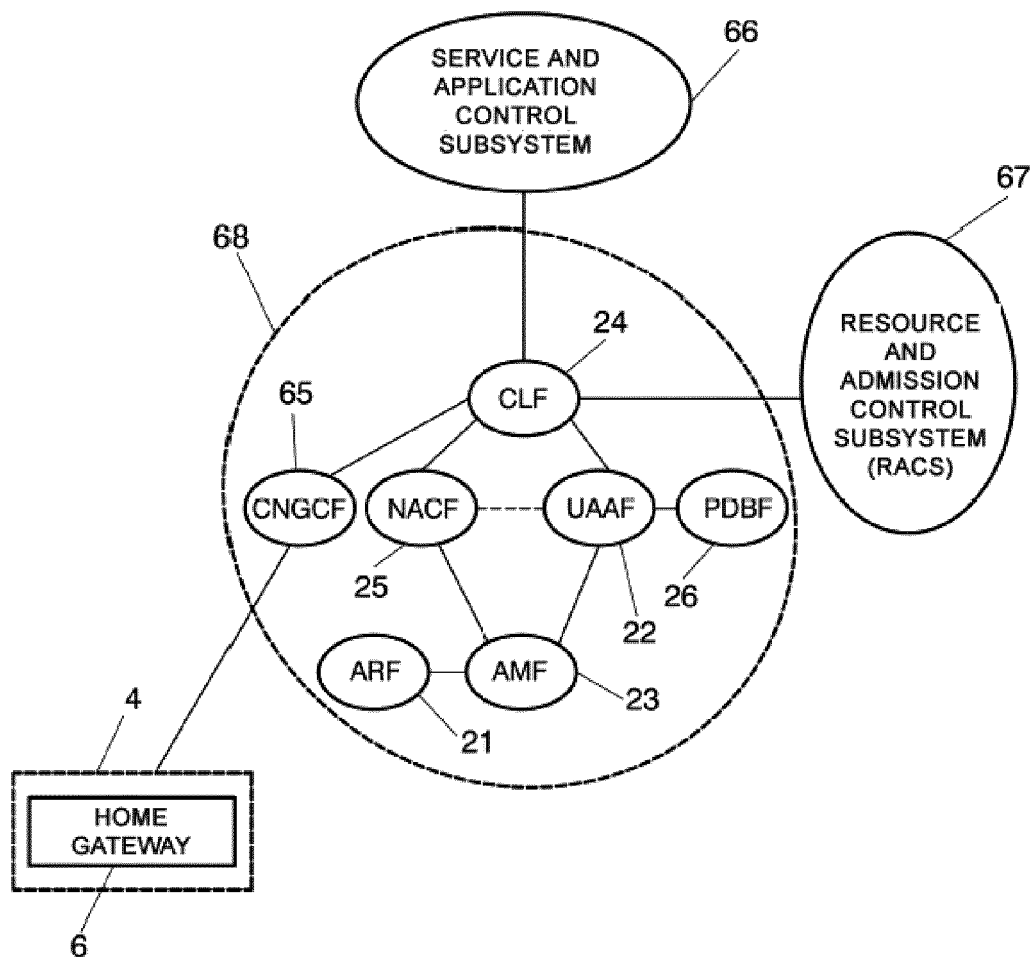 66
SERVICE AND
APPLICATION
CONTROL
SUBSYSTEM
67
68
RESOURCE
AND
ADMISSION
CONTROL
SUBSYSTEM
(RACS)
24
CLF
65
CNGCF
NACF
UAAF
PDBF
25
26
22
ARF
AMF
23
21
4
HOME
GATEWAY
6